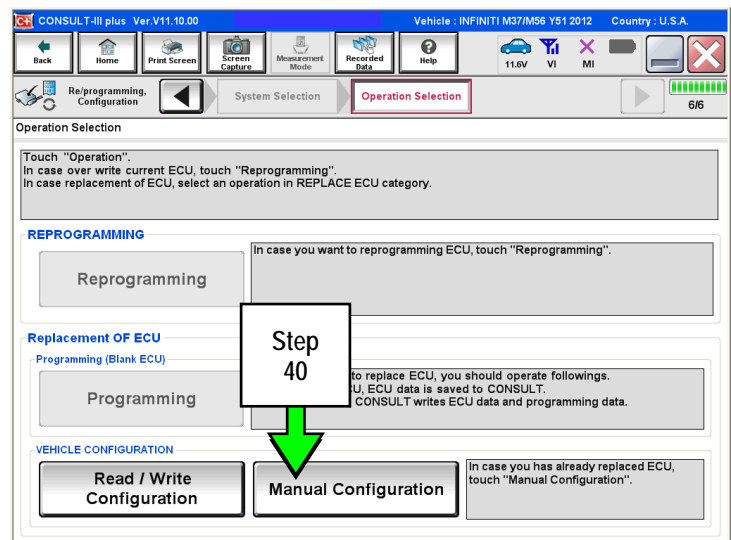 CONSULT-III plus Ver.V11.10.00 Vehicle : INFINITI M37/M56 Y51 2012 Country : U.S.A.
Back Home Print Screen Screen Capture Measurement Mode Recorded Data Help 11.6V VI MI
Re/programming, Configuration System Selection Operation Selection 6/6
Operation Selection
Touch "Operation".
In case over write current ECU, touch "Reprogramming".
In case replacement of ECU, select an operation in REPLACE ECU category.
REPROGRAMMING
Reprogramming
In case you want to reprogramming ECU, touch "Reprogramming".
Replacement OF ECU
Step
40
Programming (Blank ECU)
Programming
to replace ECU, you should operate followings.
U, ECU data is saved to CONSULT.
CONSULT writes ECU data and programming data.
VEHICLE CONFIGURATION
Read / Write
Configuration
Manual Configuration
In case you has already replaced ECU,
touch "Manual Configuration".